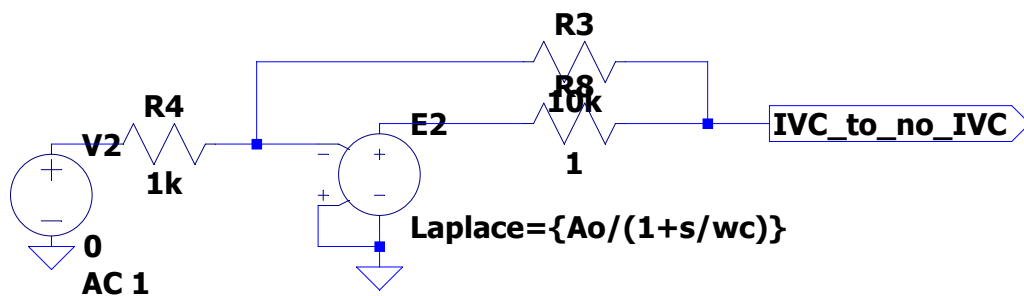 R3
R8
10k
R4
E2
IVC_to_no_IVC
V2
1k
1
Laplace={Ao/(1+s/wc)}
0
AC 1